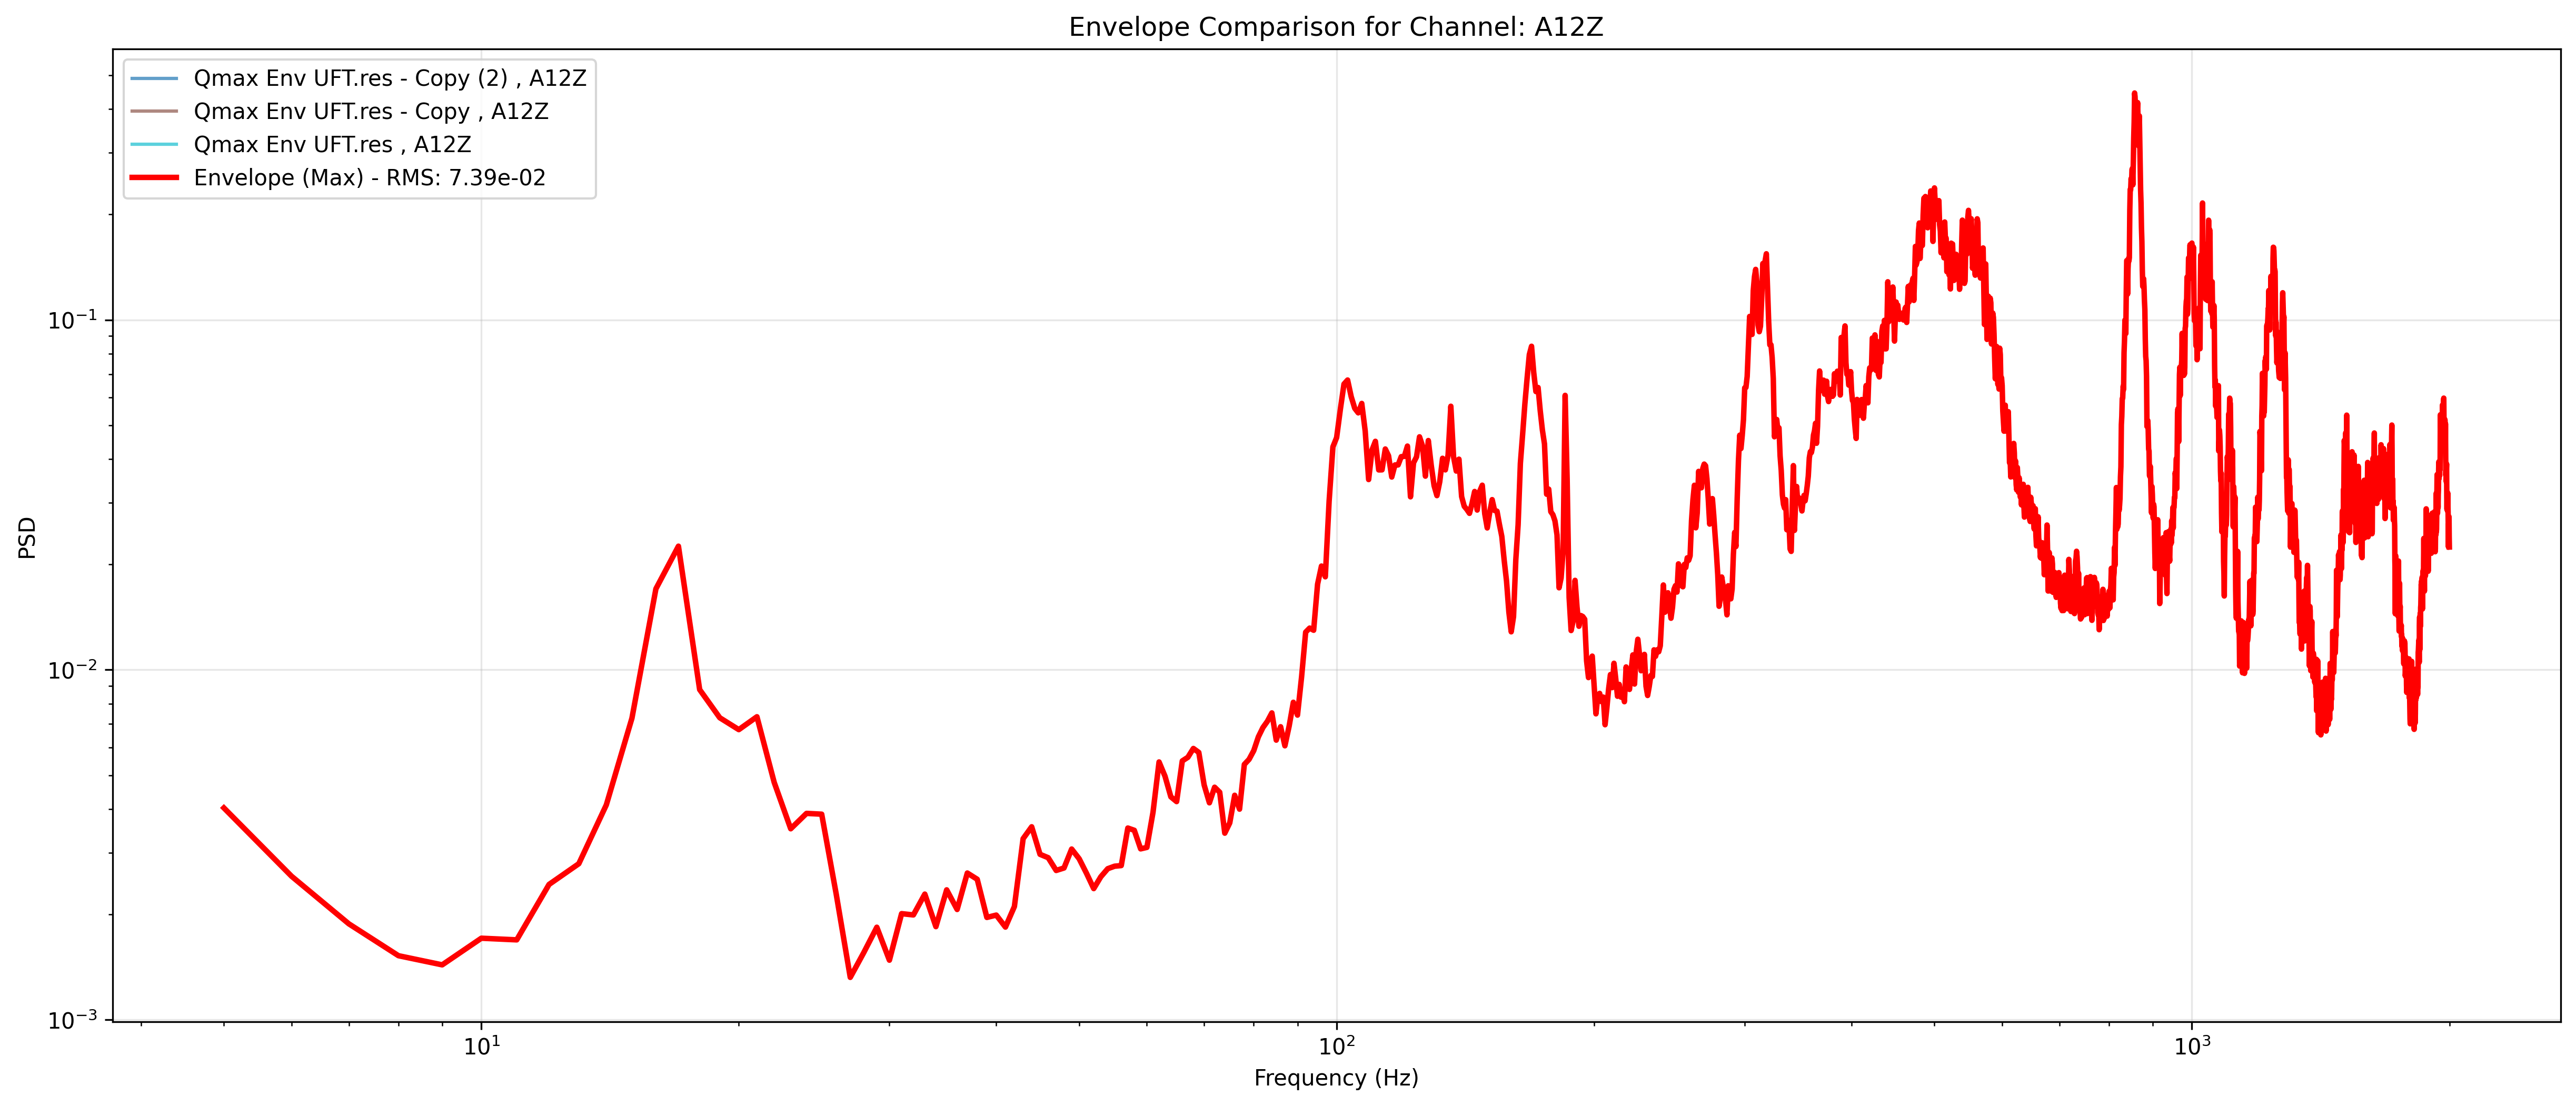 Envelope Comparison for Channel: A12Z
Qmax Env UFT.res - Copy (2) , A12Z
Qmax Env UFT.res - Copy , A12Z
Qmax Env UFT.res , A12Z
Envelope (Max) - RMS: 7.39e-02
PSD
10⁻¹
10⁻²
10⁻³
10¹
10²
10³
Frequency (Hz)